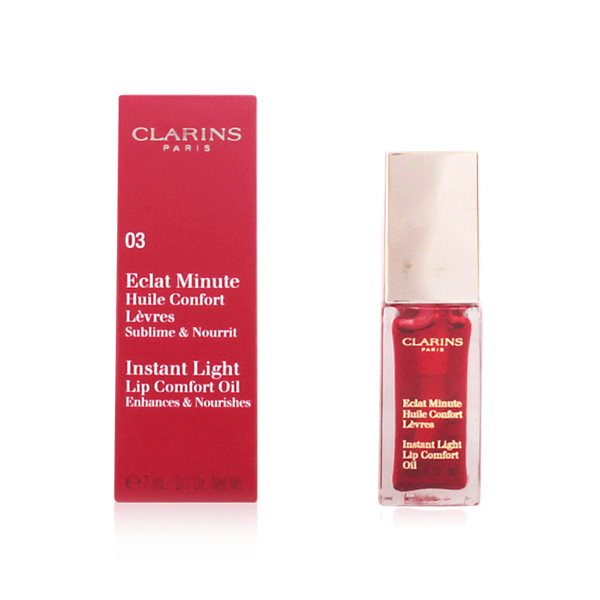 CLARINS
PARIS
03
Eclat Minute
Huile Confort
Lèvres
Sublime & Nourrit
Instant Light
Lip Comfort Oil
Enhances & Nourishes
CLARINS
PARIS
Eclat Minute
Huile Confort
Lèvres
Instant Light
Lip Comfort
Oil